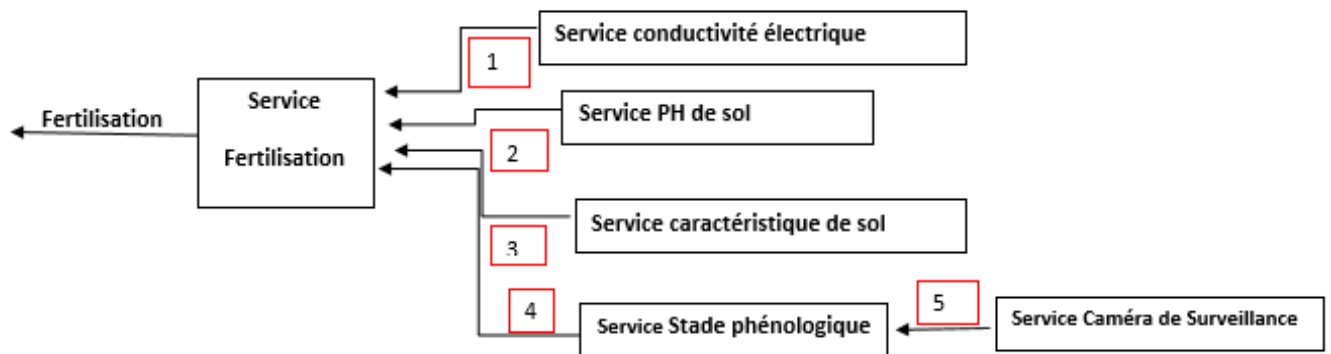 Service conductivité électrique
1
Service
Fertilisation
Fertilisation
Service PH de sol
2
Service caractéristique de sol
3
4
Service Stade phénologique
5
Service Caméra de Surveillance